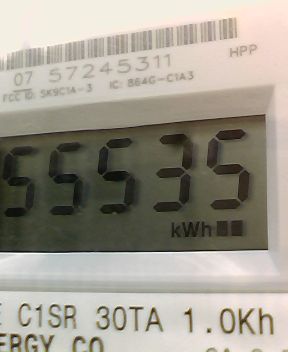 07 57245311
HPP
FCC ID: SK9C1A-3 IC: 864G-C1A3
55535
kWh
E C1SR 30TA 1.0Kh
ERGY CO